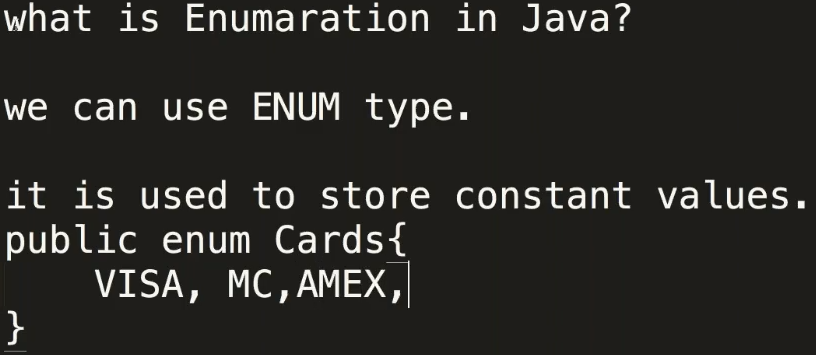 what is Enumaration in Java?
we can use ENUM type.
it is used to store constant values.
public enum Cards{
VISA, MC,AMEX,
}